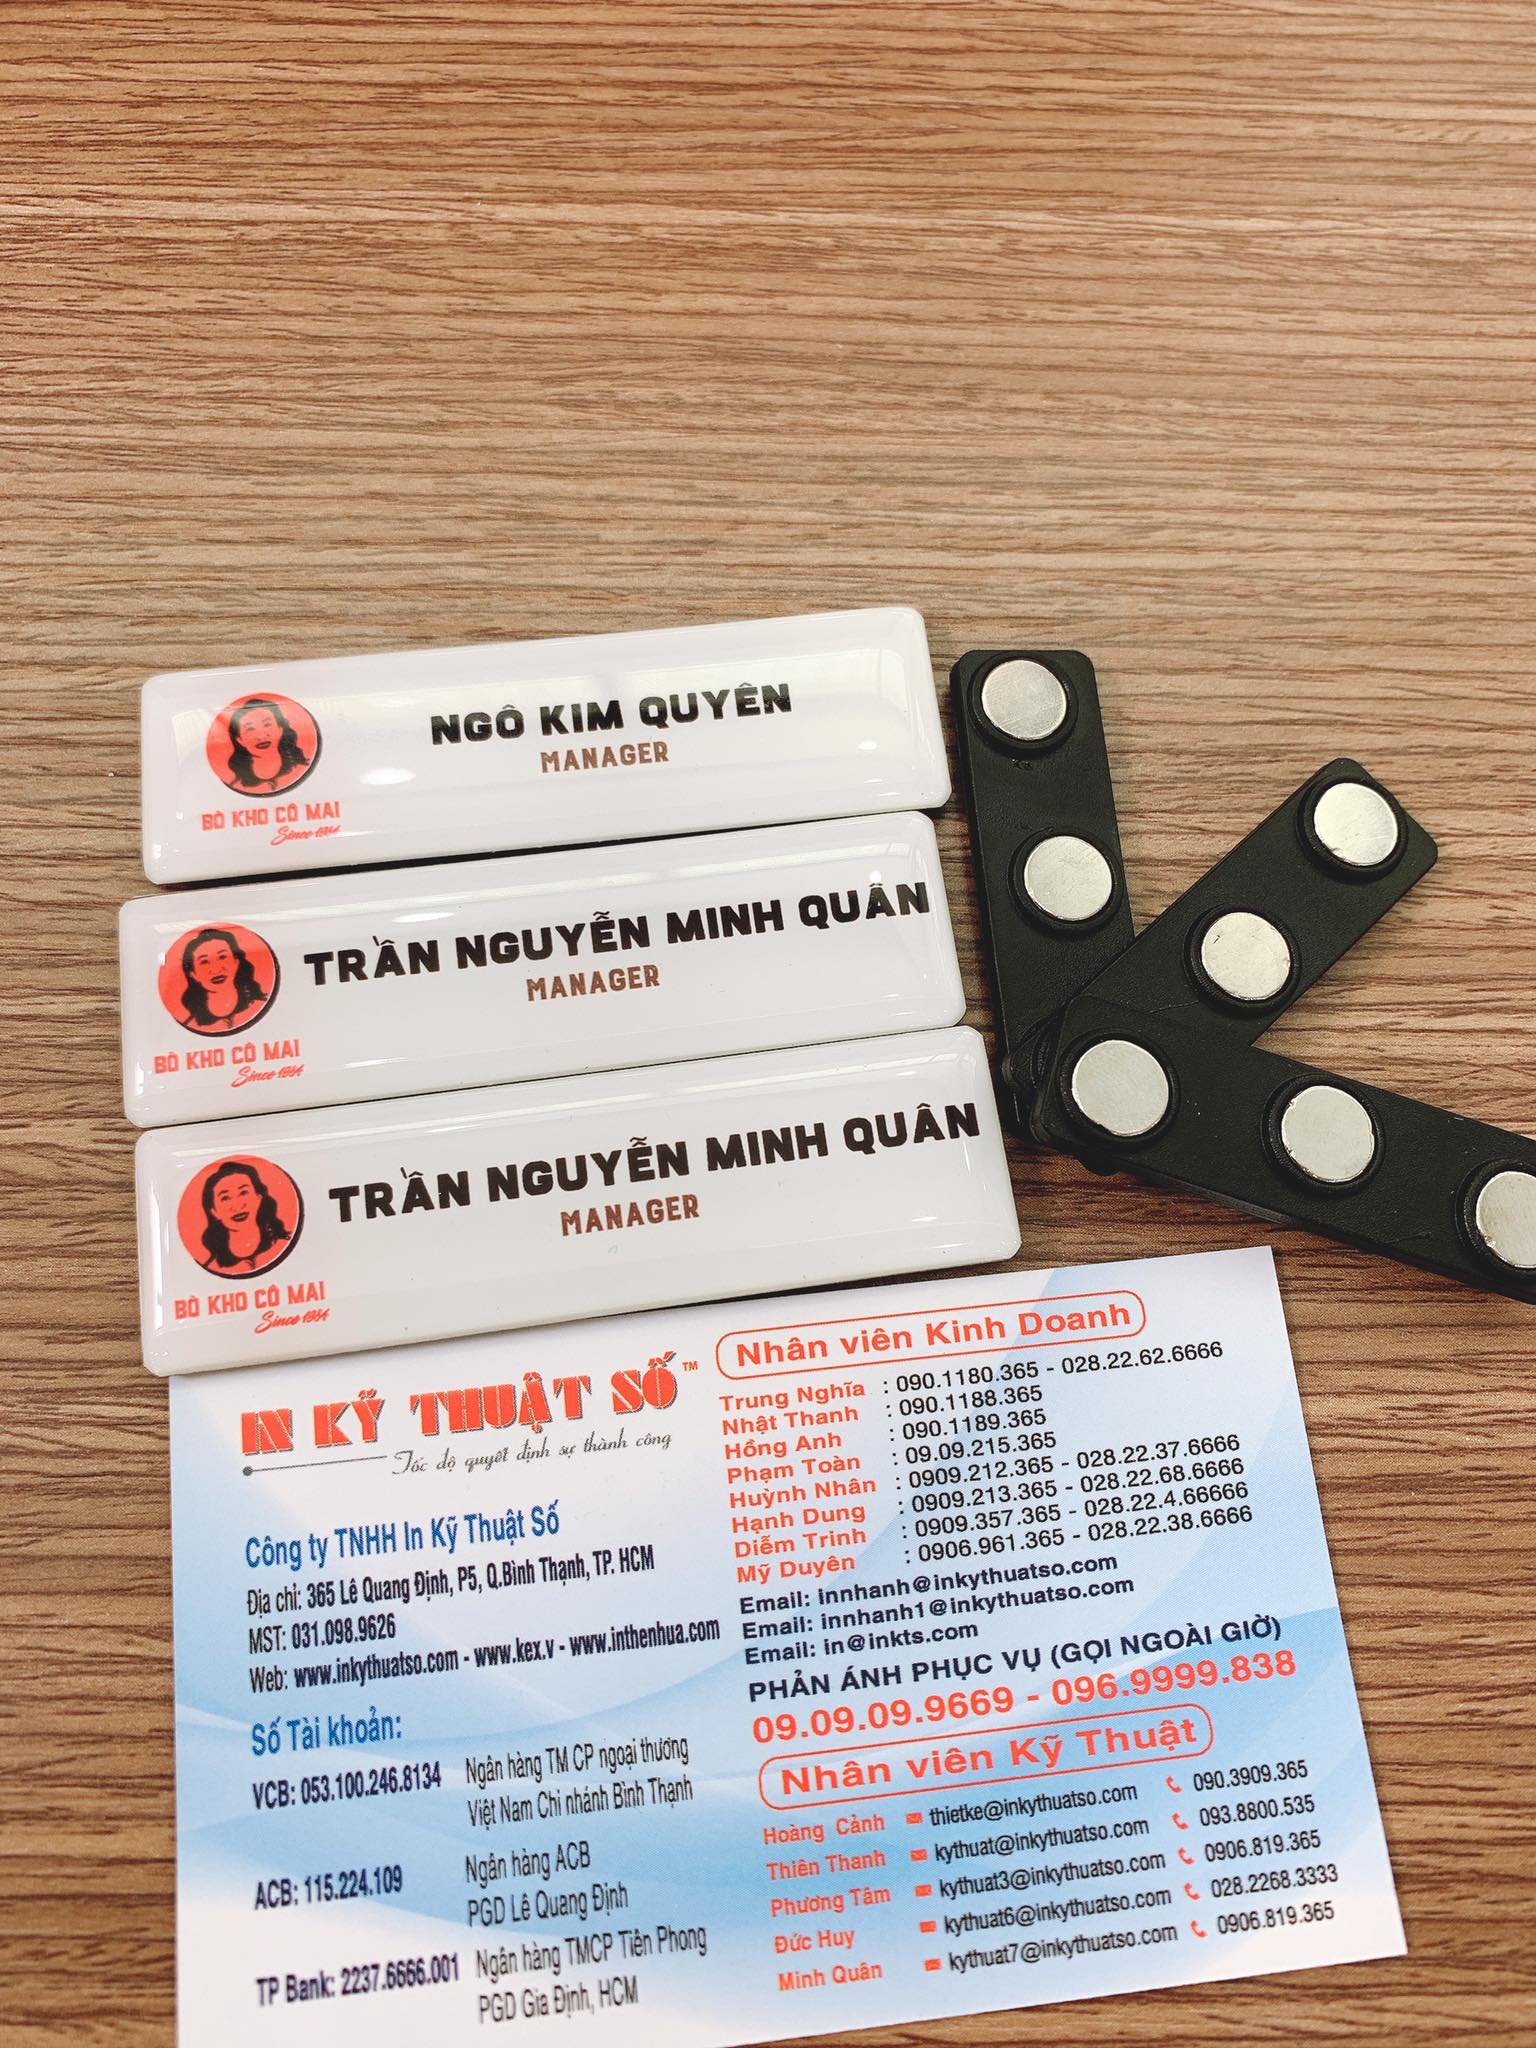 NGÔ KIM QUYÊN
MANAGER
BÒ KHO CÔ MAI
Since 1984
TRẦN NGUYỄN MINH QUÂN
MANAGER
BÒ KHO CÔ MAI
Since 1984
TRẦN NGUYỄN MINH QUÂN
MANAGER
BÒ KHO CÔ MAI
Since 1984
IN KỸ THUẬT SỐ™
Tốc độ quyết định sự thành công
Công ty TNHH In Kỹ Thuật Số
Địa chỉ: 365 Lê Quang Định, P5, Q.Bình Thạnh, TP. HCM
MST: 031.098.9626
Web: www.inkythuatso.com - www.kex.v - www.inthenhua.com
Số Tài khoản:
VCB: 053.100.246.8134 Ngân hàng TM CP ngoại thương
Việt Nam Chi nhánh Bình Thạnh
ACB: 115.224.109 Ngân hàng ACB
PGD Lê Quang Định
TP Bank: 2237.6666.001 Ngân hàng TMCP Tiên Phong
PGD Gia Định, HCM
Nhân viên Kinh Doanh
Trung Nghĩa : 090.1180.365 - 028.22.62.6666
Nhật Thanh : 090.1188.365
Hồng Anh : 090.1189.365
Phạm Toàn : 09.09.215.365
Huỳnh Nhân : 0909.212.365 - 028.22.37.6666
Hạnh Dung : 0909.213.365 - 028.22.68.6666
Diễm Trinh : 0909.357.365 - 028.22.4.66666
Mỹ Duyên : 0906.961.365 - 028.22.38.6666
Email: innhanh@inkythuatso.com
Email: innhanh1@inkythuatso.com
Email: in@inkts.com
PHẢN ÁNH PHỤC VỤ (GỌI NGOÀI GIỜ)
09.09.09.9669 - 096.9999.838
Nhân viên Kỹ Thuật
Hoàng Cảnh thietke@inkythuatso.com 090.3909.365
Thiên Thanh kythuat@inkythuatso.com 093.8800.535
Phương Tâm kythuat3@inkythuatso.com 0906.819.365
Đức Huy kythuat6@inkythuatso.com 028.2268.3333
Minh Quân kythuat7@inkythuatso.com 0906.819.365